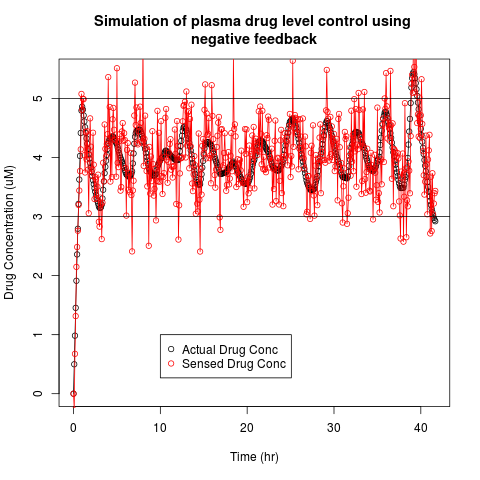 Simulation of plasma drug level control using
negative feedback
Drug Concentration (uM)
5
4
3
2
1
0
Actual Drug Conc
Sensed Drug Conc
0 10 20 30 40
Time (hr)